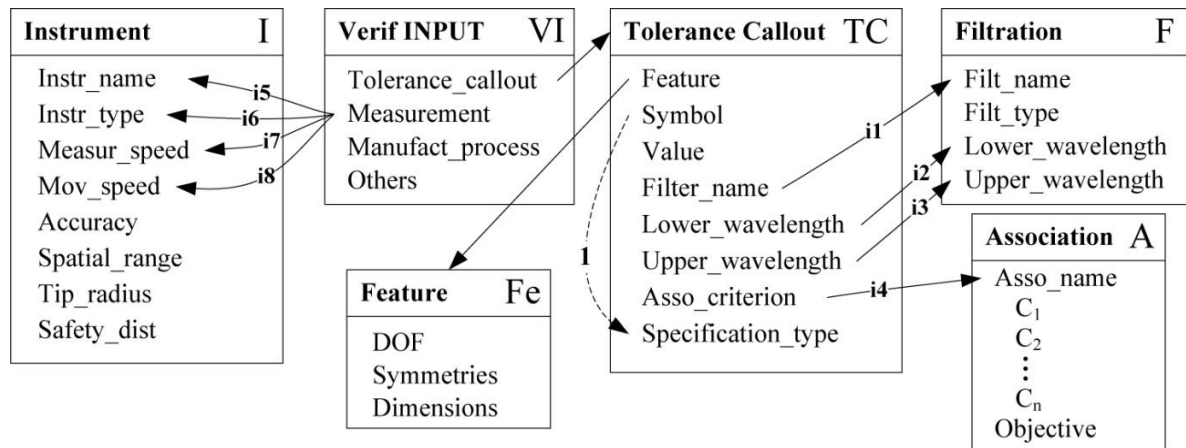 Instrument I
Instr_name
Instr_type
Measur_speed
Mov_speed
Accuracy
Spatial_range
Tip_radius
Safety_dist
i5
i6
i7
i8
Verif INPUT VI
Tolerance_callout
Measurement
Manufact_process
Others
Feature Fe
DOF
Symmetries
Dimensions
Tolerance Callout TC
Feature
Symbol
Value
Filter_name
Lower_wavelength
Upper_wavelength
Asso_criterion
Specification_type
1
i1
i2
i3
i4
Filtration F
Filt_name
Filt_type
Lower_wavelength
Upper_wavelength
Association A
Asso_name
C₁
C₂
⋮
Cₙ
Objective